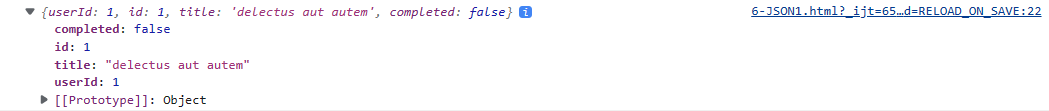 {userId: 1, id: 1, title: 'delectus aut autem', completed: false} i 6-JSON1.html?_ijt=65…d=RELOAD_ON_SAVE:22
completed: false
id: 1
title: "delectus aut autem"
userId: 1
[[Prototype]]: Object